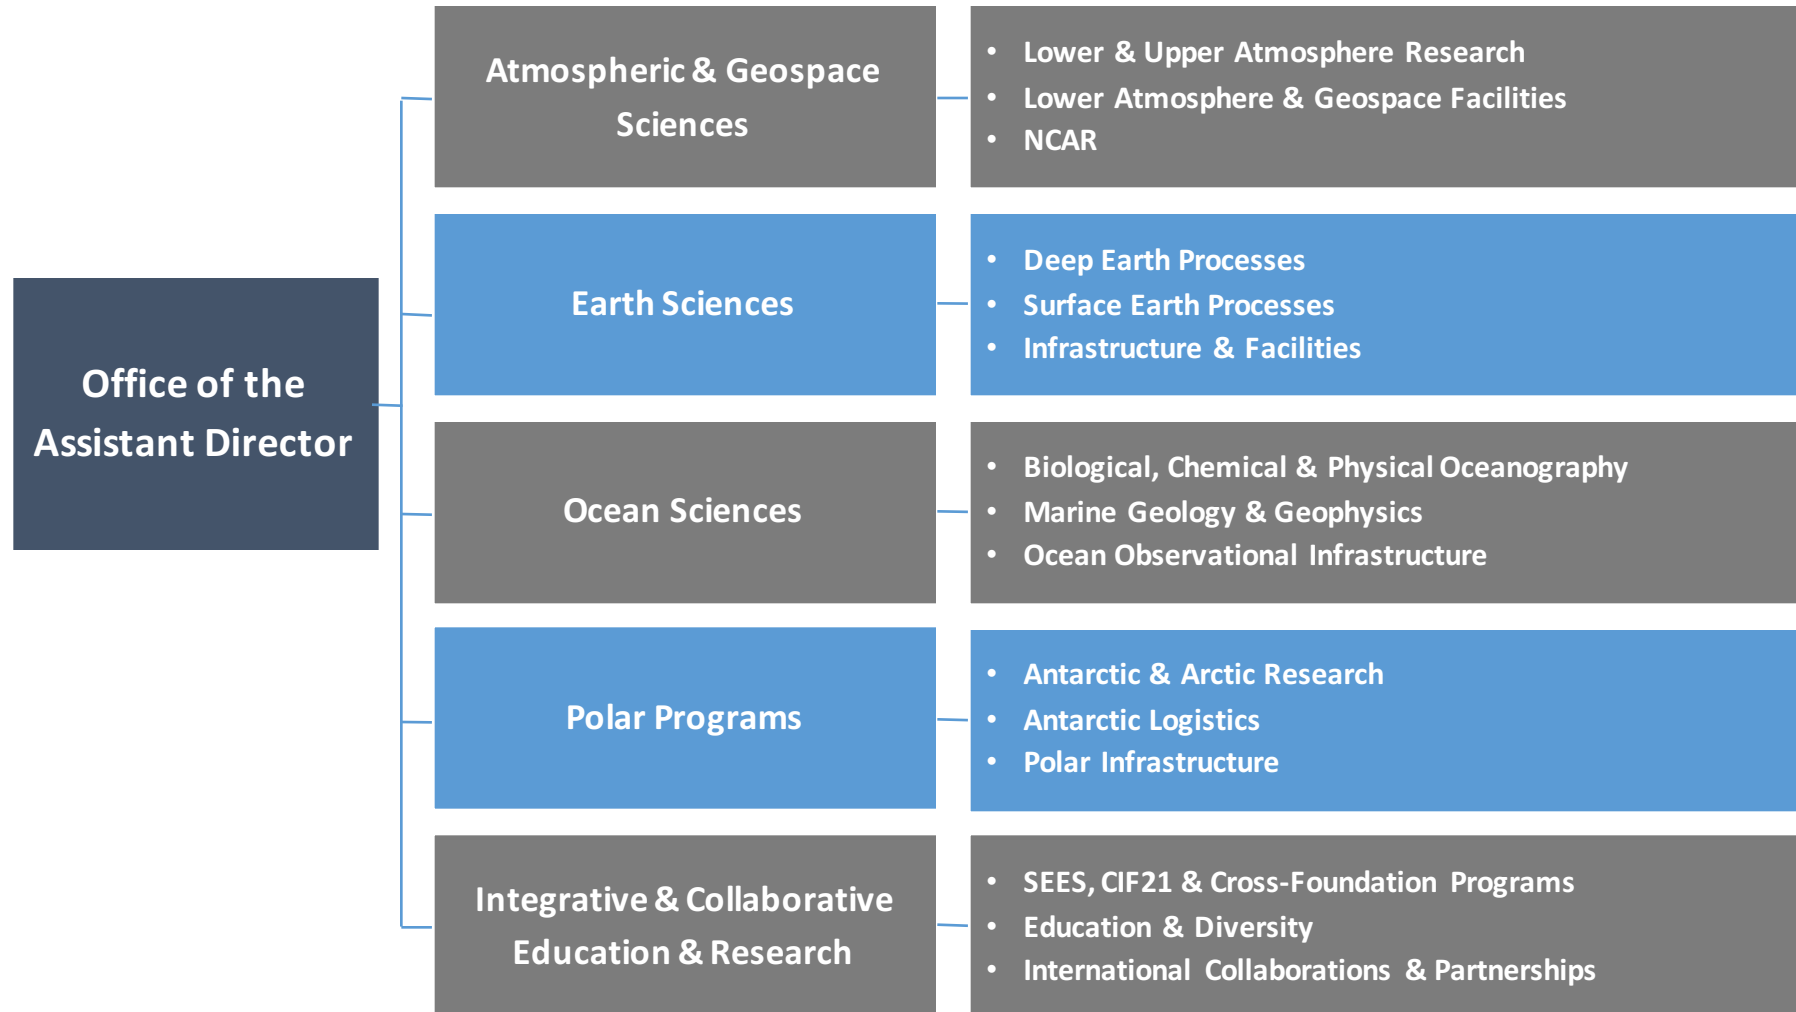 Office of the
Assistant Director
Atmospheric & Geospace
Sciences
• Lower & Upper Atmosphere Research
• Lower Atmosphere & Geospace Facilities
• NCAR
Earth Sciences
• Deep Earth Processes
• Surface Earth Processes
• Infrastructure & Facilities
Ocean Sciences
• Biological, Chemical & Physical Oceanography
• Marine Geology & Geophysics
• Ocean Observational Infrastructure
Polar Programs
• Antarctic & Arctic Research
• Antarctic Logistics
• Polar Infrastructure
Integrative & Collaborative
Education & Research
• SEES, CIF21 & Cross-Foundation Programs
• Education & Diversity
• International Collaborations & Partnerships